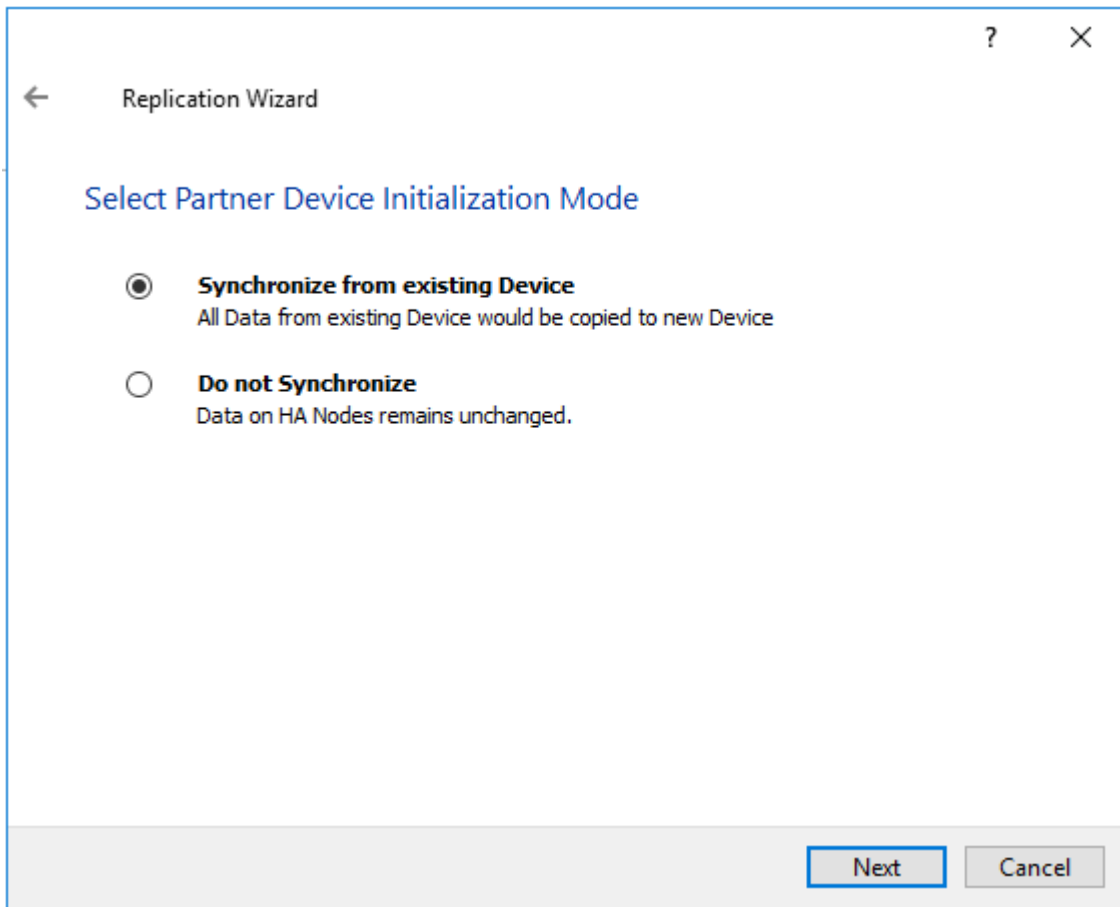 ?
Replication Wizard
Select Partner Device Initialization Mode
Synchronize from existing Device
All Data from existing Device would be copied to new Device
Do not Synchronize
Data on HA Nodes remains unchanged.
Next
Cancel